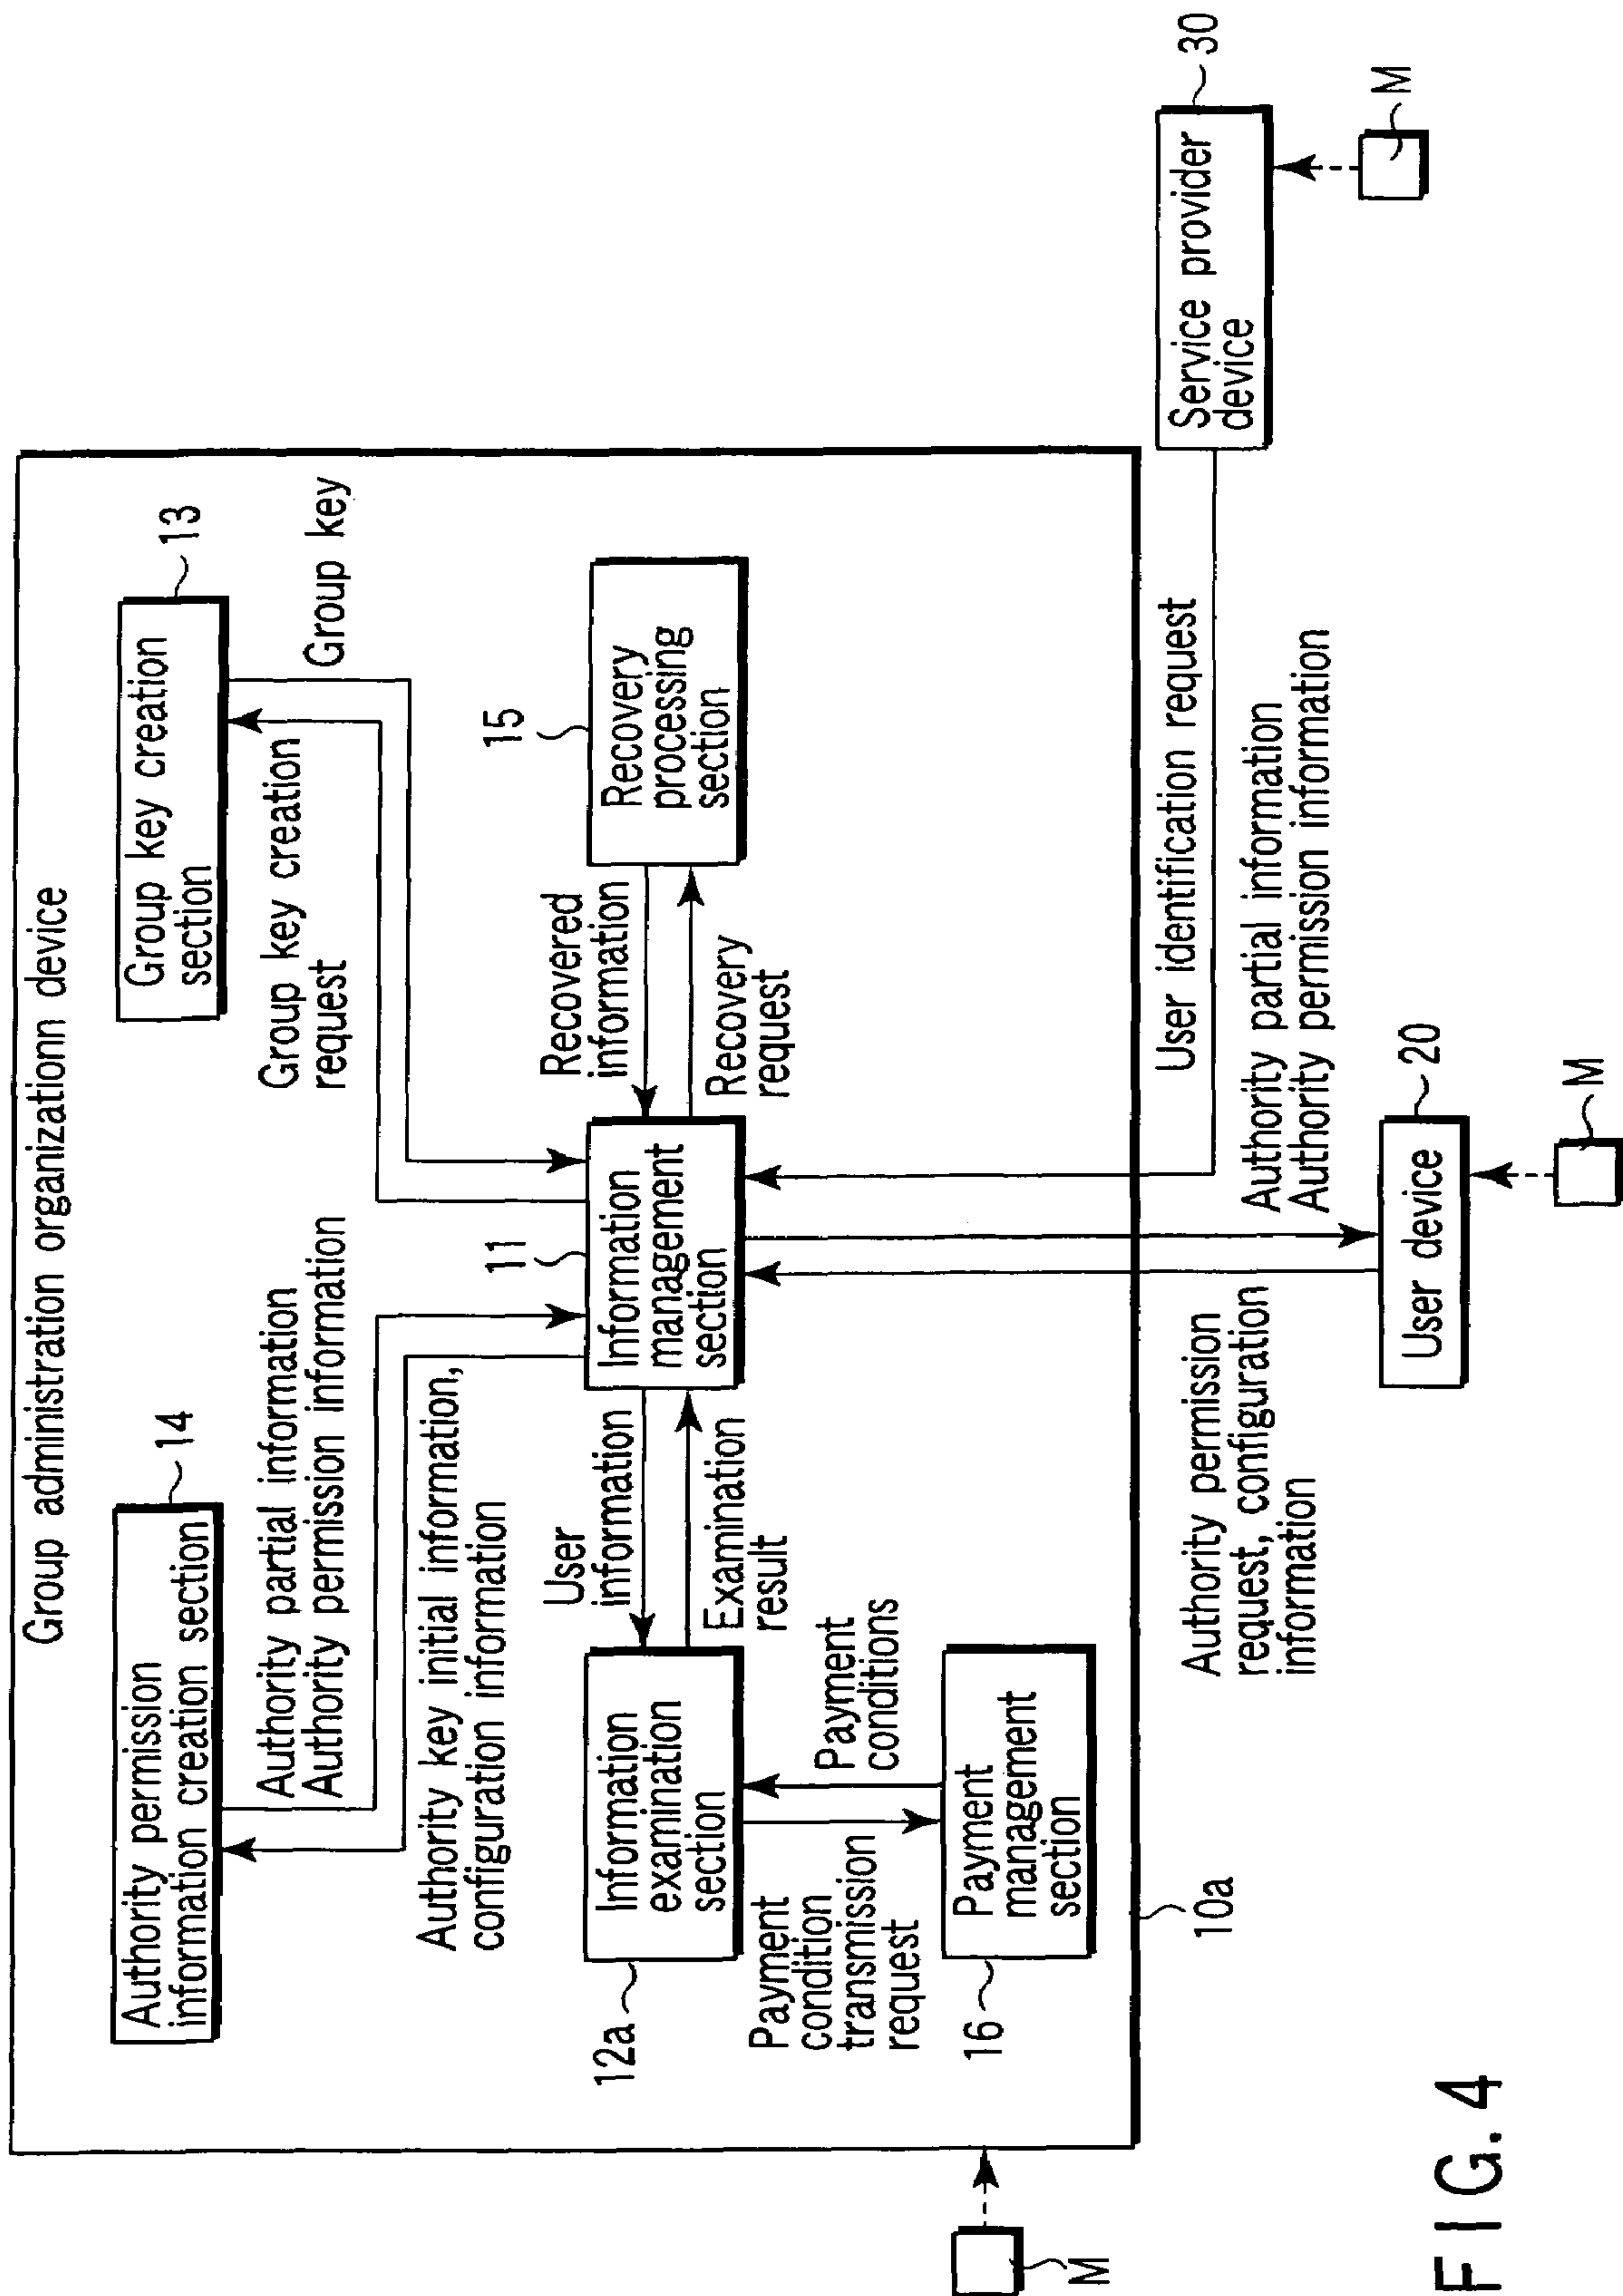 Group administration organizationn device
Authority permission
information creation section
14
Group key creation
section
13
Authority partial information
Authority permission information
Authority key initial information,
configuration information
Group key creation
request
Group key
12a
Information
examination
section
User
information
Examination
result
11
Information
management
section
Recovered
information
Recovery
request
15
Recovery
processing
section
Payment
condition
transmission
request
Payment
conditions
16
Payment
management
section
10a
M
Authority permission
request, configuration
information
User identification request
Authority partial information
Authority permission information
User device
20
M
Service provider
device
30
M
FIG. 4